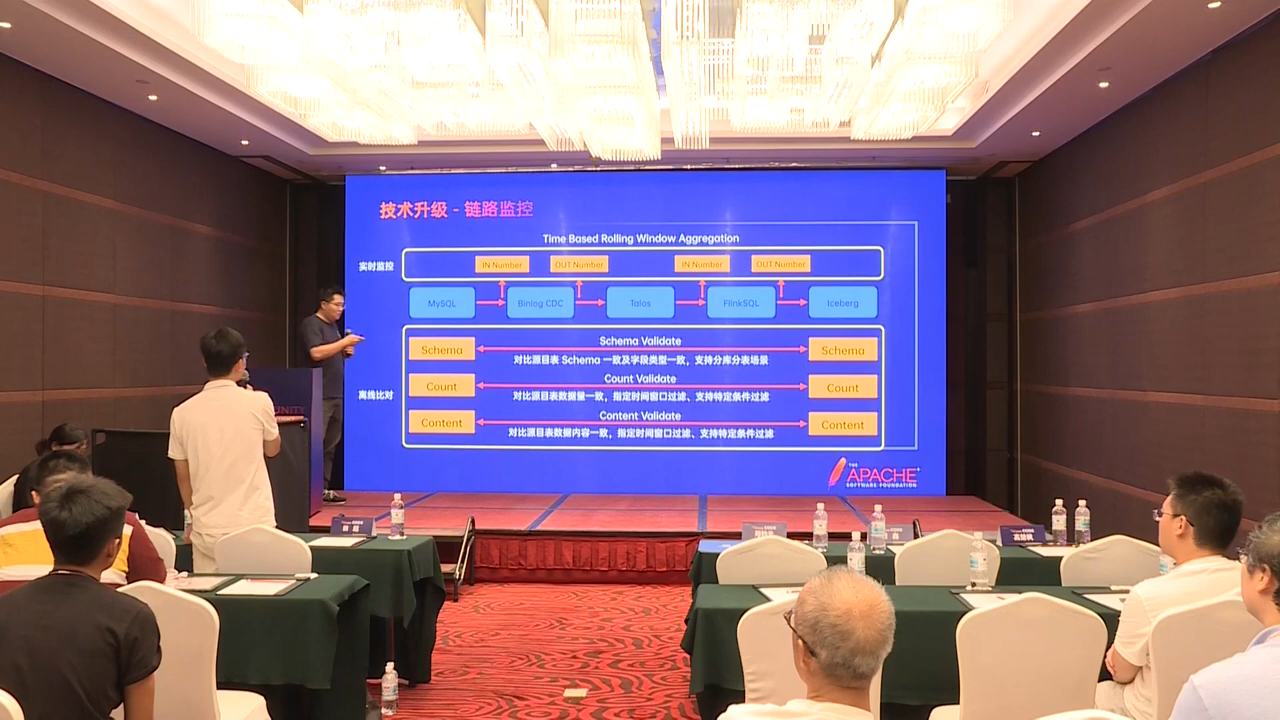 技术升级 - 链路监控
Time Based Rolling Window Aggregation
实时监控
IN Number
OUT Number
IN Number
OUT Number
MySQL
Binlog CDC
Talos
FlinkSQL
Iceberg
离线比对
Schema
Schema Validate
Schema
对比源目表 Schema 一致及字段类型一致，支持分库分表场景
Count
Count Validate
Count
对比源目表数据量一致，指定时间窗口过滤、支持特定条件过滤
Content
Content Validate
Content
对比源目表数据内容一致，指定时间窗口过滤、支持特定条件过滤
THE
APACHE
SOFTWARE FOUNDATION